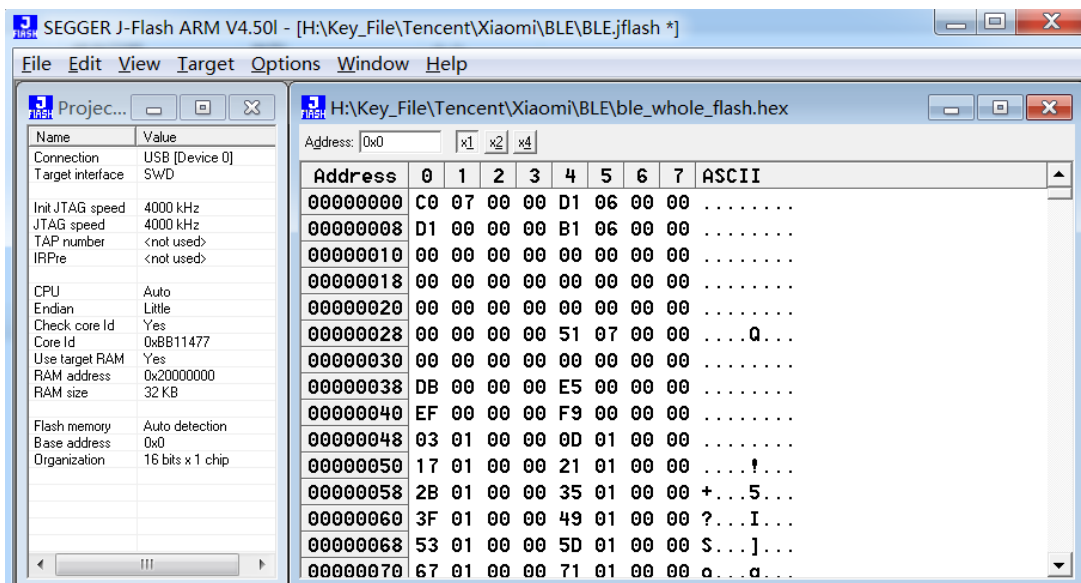 SEGGER J-Flash ARM V4.50l - [H:\Key_File\Tencent\Xiaomi\BLE\BLE.jflash *]
File Edit View Target Options Window Help
Projec...
Name Value
Connection USB [Device 0]
Target interface SWD
Init JTAG speed 4000 kHz
JTAG speed 4000 kHz
TAP number <not used>
IRPre <not used>
CPU Auto
Endian Little
Check core Id Yes
Core Id 0xBB11477
Use target RAM Yes
RAM address 0x20000000
RAM size 32 KB
Flash memory Auto detection
Base address 0x0
Organization 16 bits x 1 chip
H:\Key_File\Tencent\Xiaomi\BLE\ble_whole_flash.hex
Address: 0x0 x1 x2 x4
Address 0 1 2 3 4 5 6 7 ASCII
00000000 C0 07 00 00 D1 06 00 00 ........
00000008 D1 00 00 00 B1 06 00 00 ........
00000010 00 00 00 00 00 00 00 00 ........
00000018 00 00 00 00 00 00 00 00 ........
00000020 00 00 00 00 00 00 00 00 ........
00000028 00 00 00 00 51 07 00 00 ....Q...
00000030 00 00 00 00 00 00 00 00 ........
00000038 DB 00 00 00 E5 00 00 00 ........
00000040 EF 00 00 00 F9 00 00 00 ........
00000048 03 01 00 00 0D 01 00 00 ........
00000050 17 01 00 00 21 01 00 00 ....!...
00000058 2B 01 00 00 35 01 00 00 +...5...
00000060 3F 01 00 00 49 01 00 00 ?...I...
00000068 53 01 00 00 5D 01 00 00 S...]...
00000070 67 01 00 00 71 01 00 00 g...q...